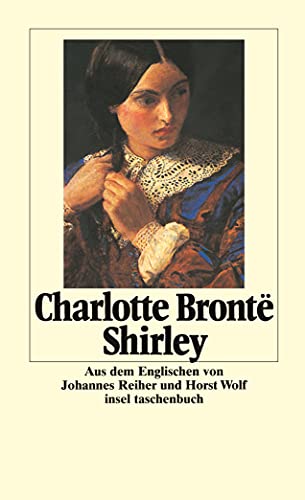 Charlotte Brontë
Shirley
Aus dem Englischen von
Johannes Reiher und Horst Wolf
insel taschenbuch